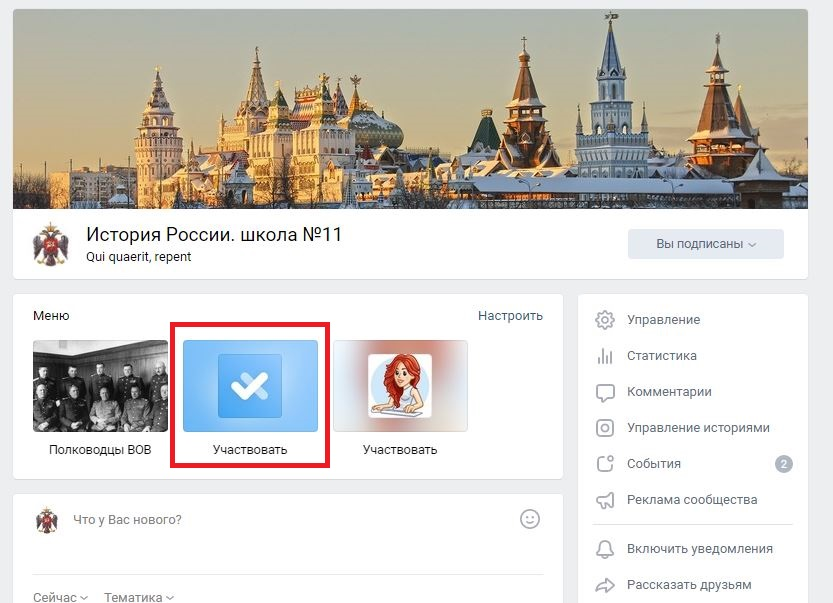 История России. школа №11
Qui quaerit, repent
Вы подписаны
Меню
Настроить
Полководцы ВОВ
Участвовать
Участвовать
Что у Вас нового?
Сейчас
Тематика
Управление
Статистика
Комментарии
Управление историями
События
2
Реклама сообщества
Включить уведомления
Рассказать друзьям